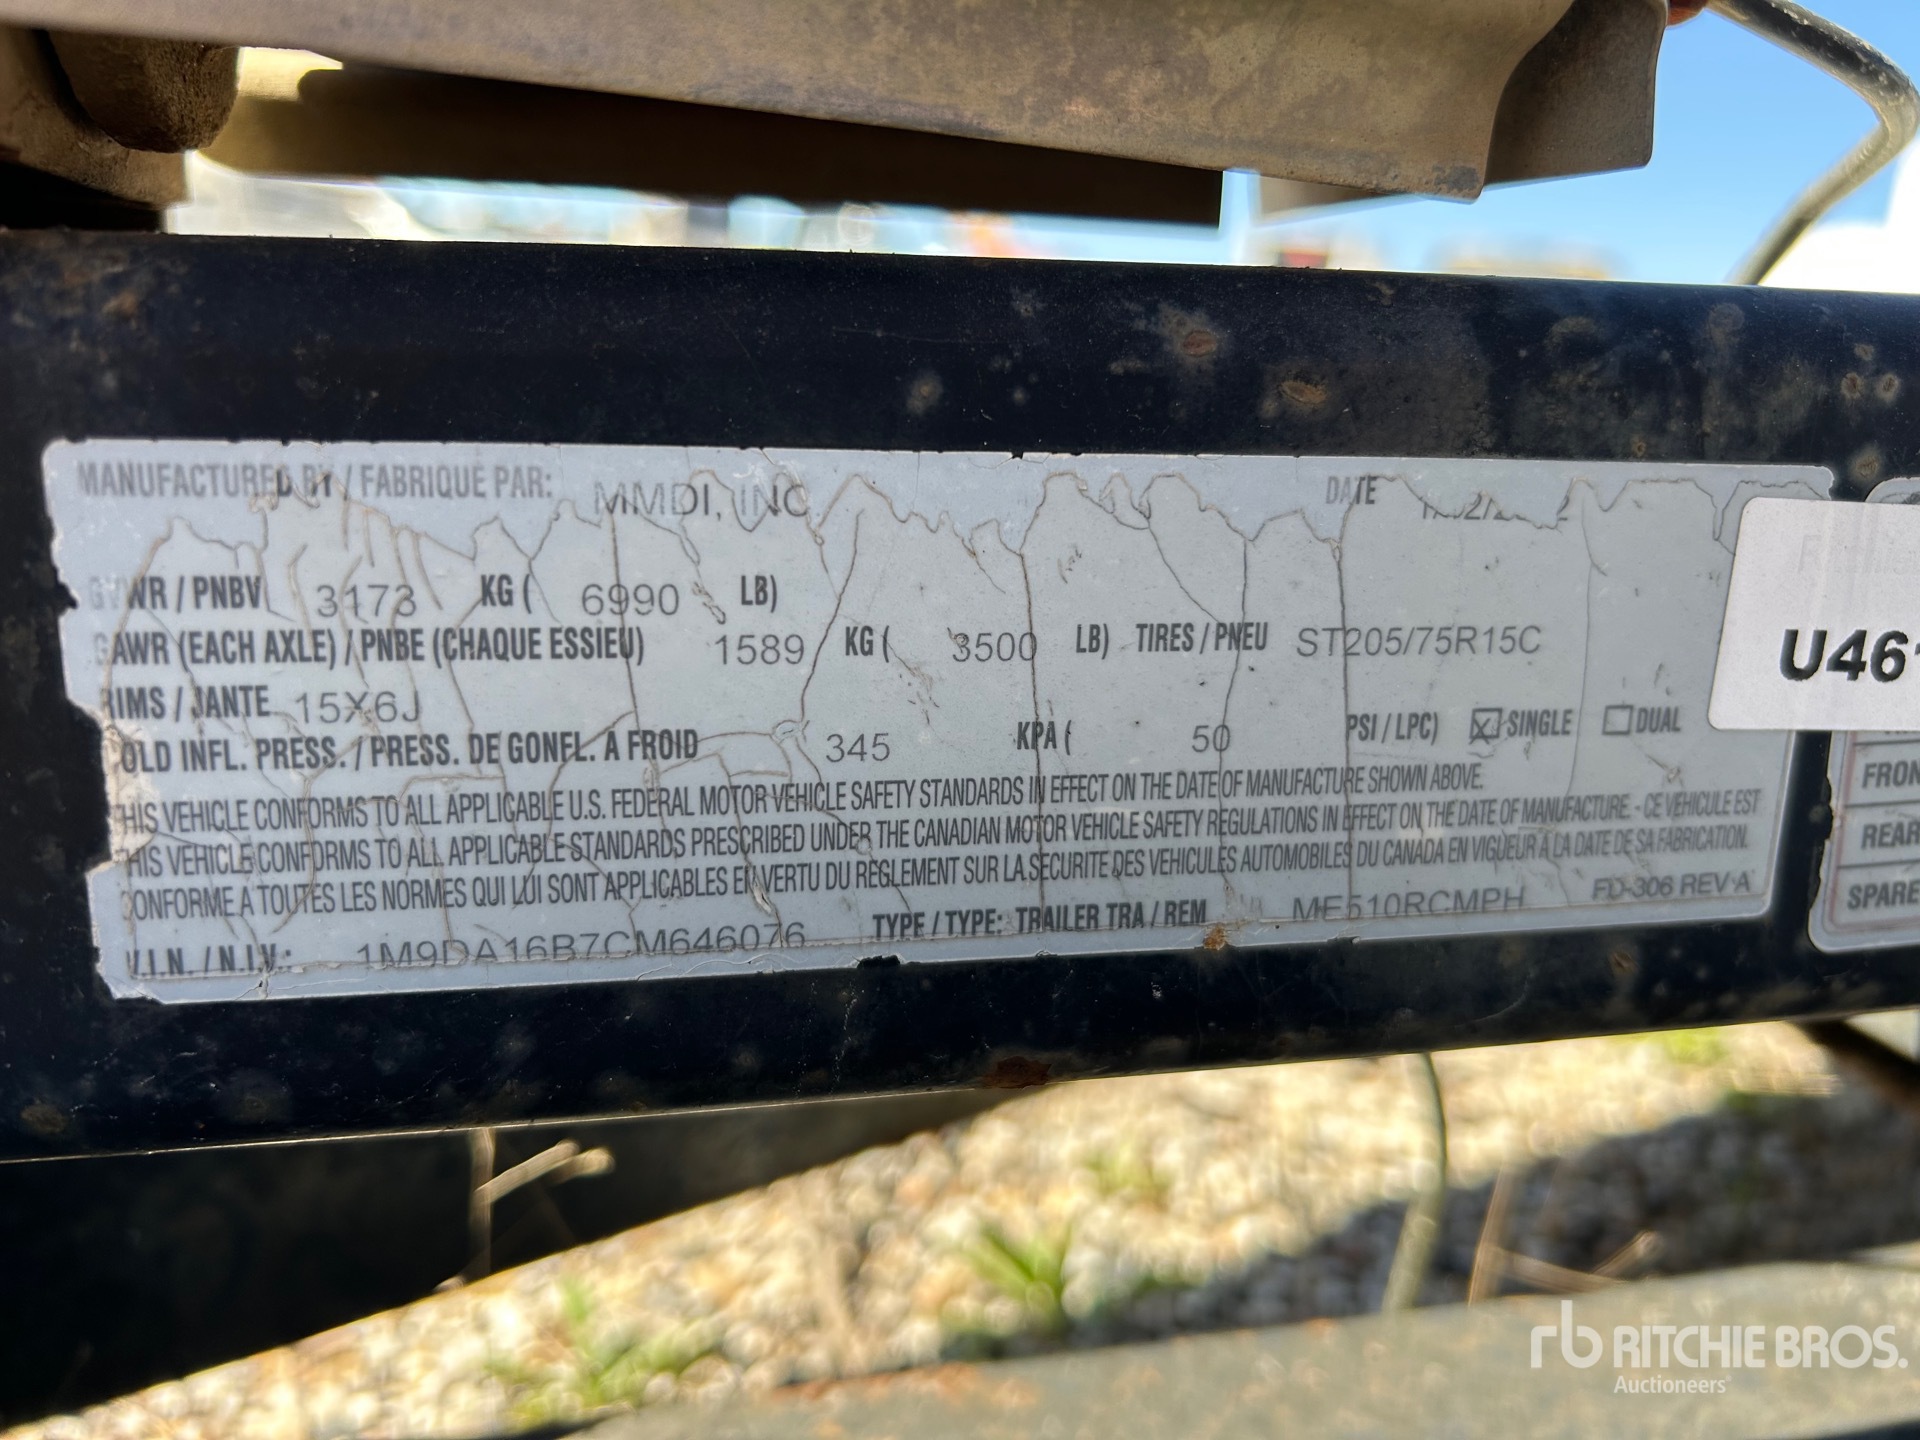 MANUFACTURED BY / FABRIQUE PAR: MMDI, INC DATE
GVWR / PNBV 3173 KG ( 6990 LB)
GAWR (EACH AXLE) / PNBE (CHAQUE ESSIEU) 1589 KG ( 3500 LB) TIRES / PNEU ST205/75R15C
RIMS / JANTE 15X6J
COLD INFL. PRESS. / PRESS. DE GONFL. A FROID 345 KPA ( 50 PSI / LPC) SINGLE DUAL
THIS VEHICLE CONFORMS TO ALL APPLICABLE U.S. FEDERAL MOTOR VEHICLE SAFETY STANDARDS IN EFFECT ON THE DATE OF MANUFACTURE SHOWN ABOVE.
THIS VEHICLE CONFORMS TO ALL APPLICABLE STANDARDS PRESCRIBED UNDER THE CANADIAN MOTOR VEHICLE SAFETY REGULATIONS IN EFFECT ON THE DATE OF MANUFACTURE. - CE VEHICULE EST
CONFORME A TOUTES LES NORMES QUI LUI SONT APPLICABLES EN VERTU DU REGLEMENT SUR LA SECURITE DES VEHICULES AUTOMOBILES DU CANADA EN VIGUEUR À LA DATE DE SA FABRICATION.
V.I.N. / N.I.V.: 1M9DA16B7CM646076 TYPE / TYPE: TRAILER TRA / REM ME510RCMPH FD-306 REV A
U461
FRON
REAR
SPARE
rb RITCHIE BROS.
Auctioneers